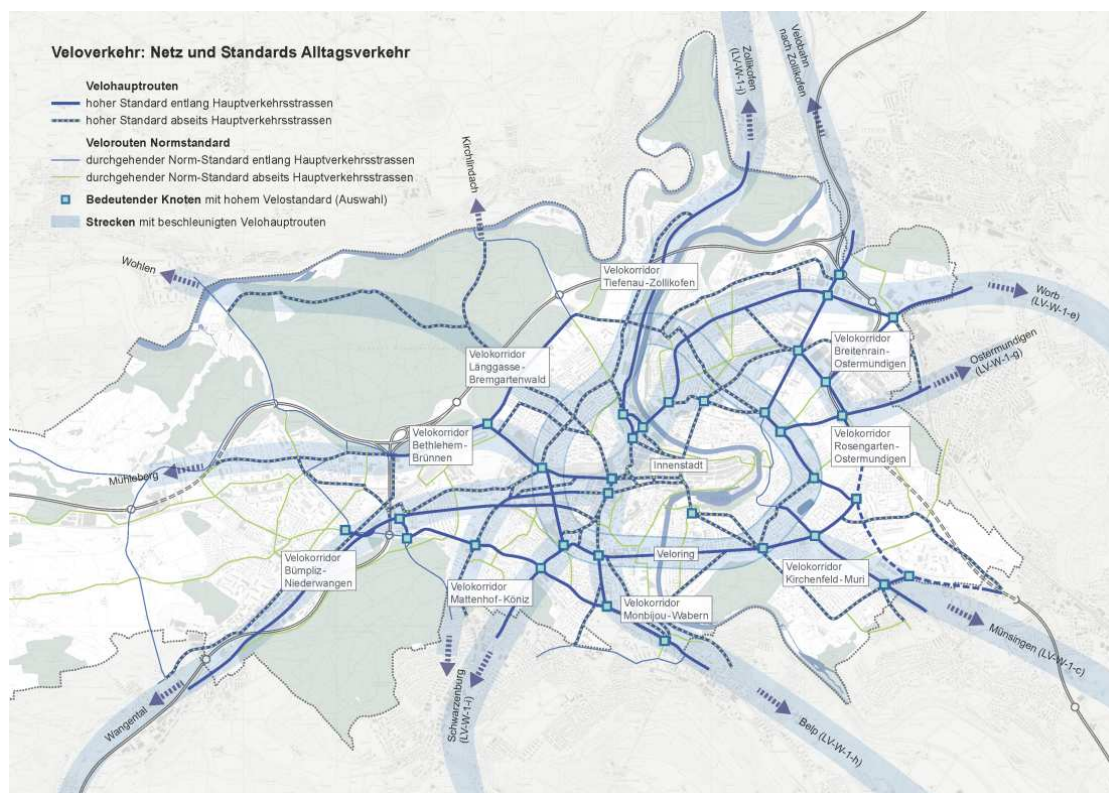 Veloverkehr: Netz und Standards Alltagsverkehr
Velohauptrouten
hoher Standard entlang Hauptverkehrsstrassen
hoher Standard abseits Hauptverkehrsstrassen
Velorouten Normstandard
durchgehender Norm-Standard entlang Hauptverkehrsstrassen
durchgehender Norm-Standard abseits Hauptverkehrsstrassen
Bedeutender Knoten mit hohem Velostandard (Auswahl)
Strecken mit beschleunigten Velohauptrouten
Zollikofen
(LV-W-1-j)
Velobahn
nach Zollikofen
Kirchlindach
Wohlen
Velokorridor
Tiefenau-Zollikofen
Worb
(LV-W-1-e)
Velokorridor
Länggasse-
Bremgartenwald
Velokorridor
Breitenrain-
Ostermundigen
Ostermundigen
(LV-W-1-g)
Velokorridor
Bethlehem-
Brünnen
Velokorridor
Rosengarten-
Ostermundigen
Mühleberg
Innenstadt
Velokorridor
Bümpliz-
Niederwangen
Veloring
Velokorridor
Mattenhof-Köniz
Velokorridor
Kirchenfeld-Muri
Velokorridor
Monbijou-Wabern
Münsingen (LV-W-1-c)
Wangental
Schwarzenburg
(LV-W-1-i)
Belp (LV-W-1-h)